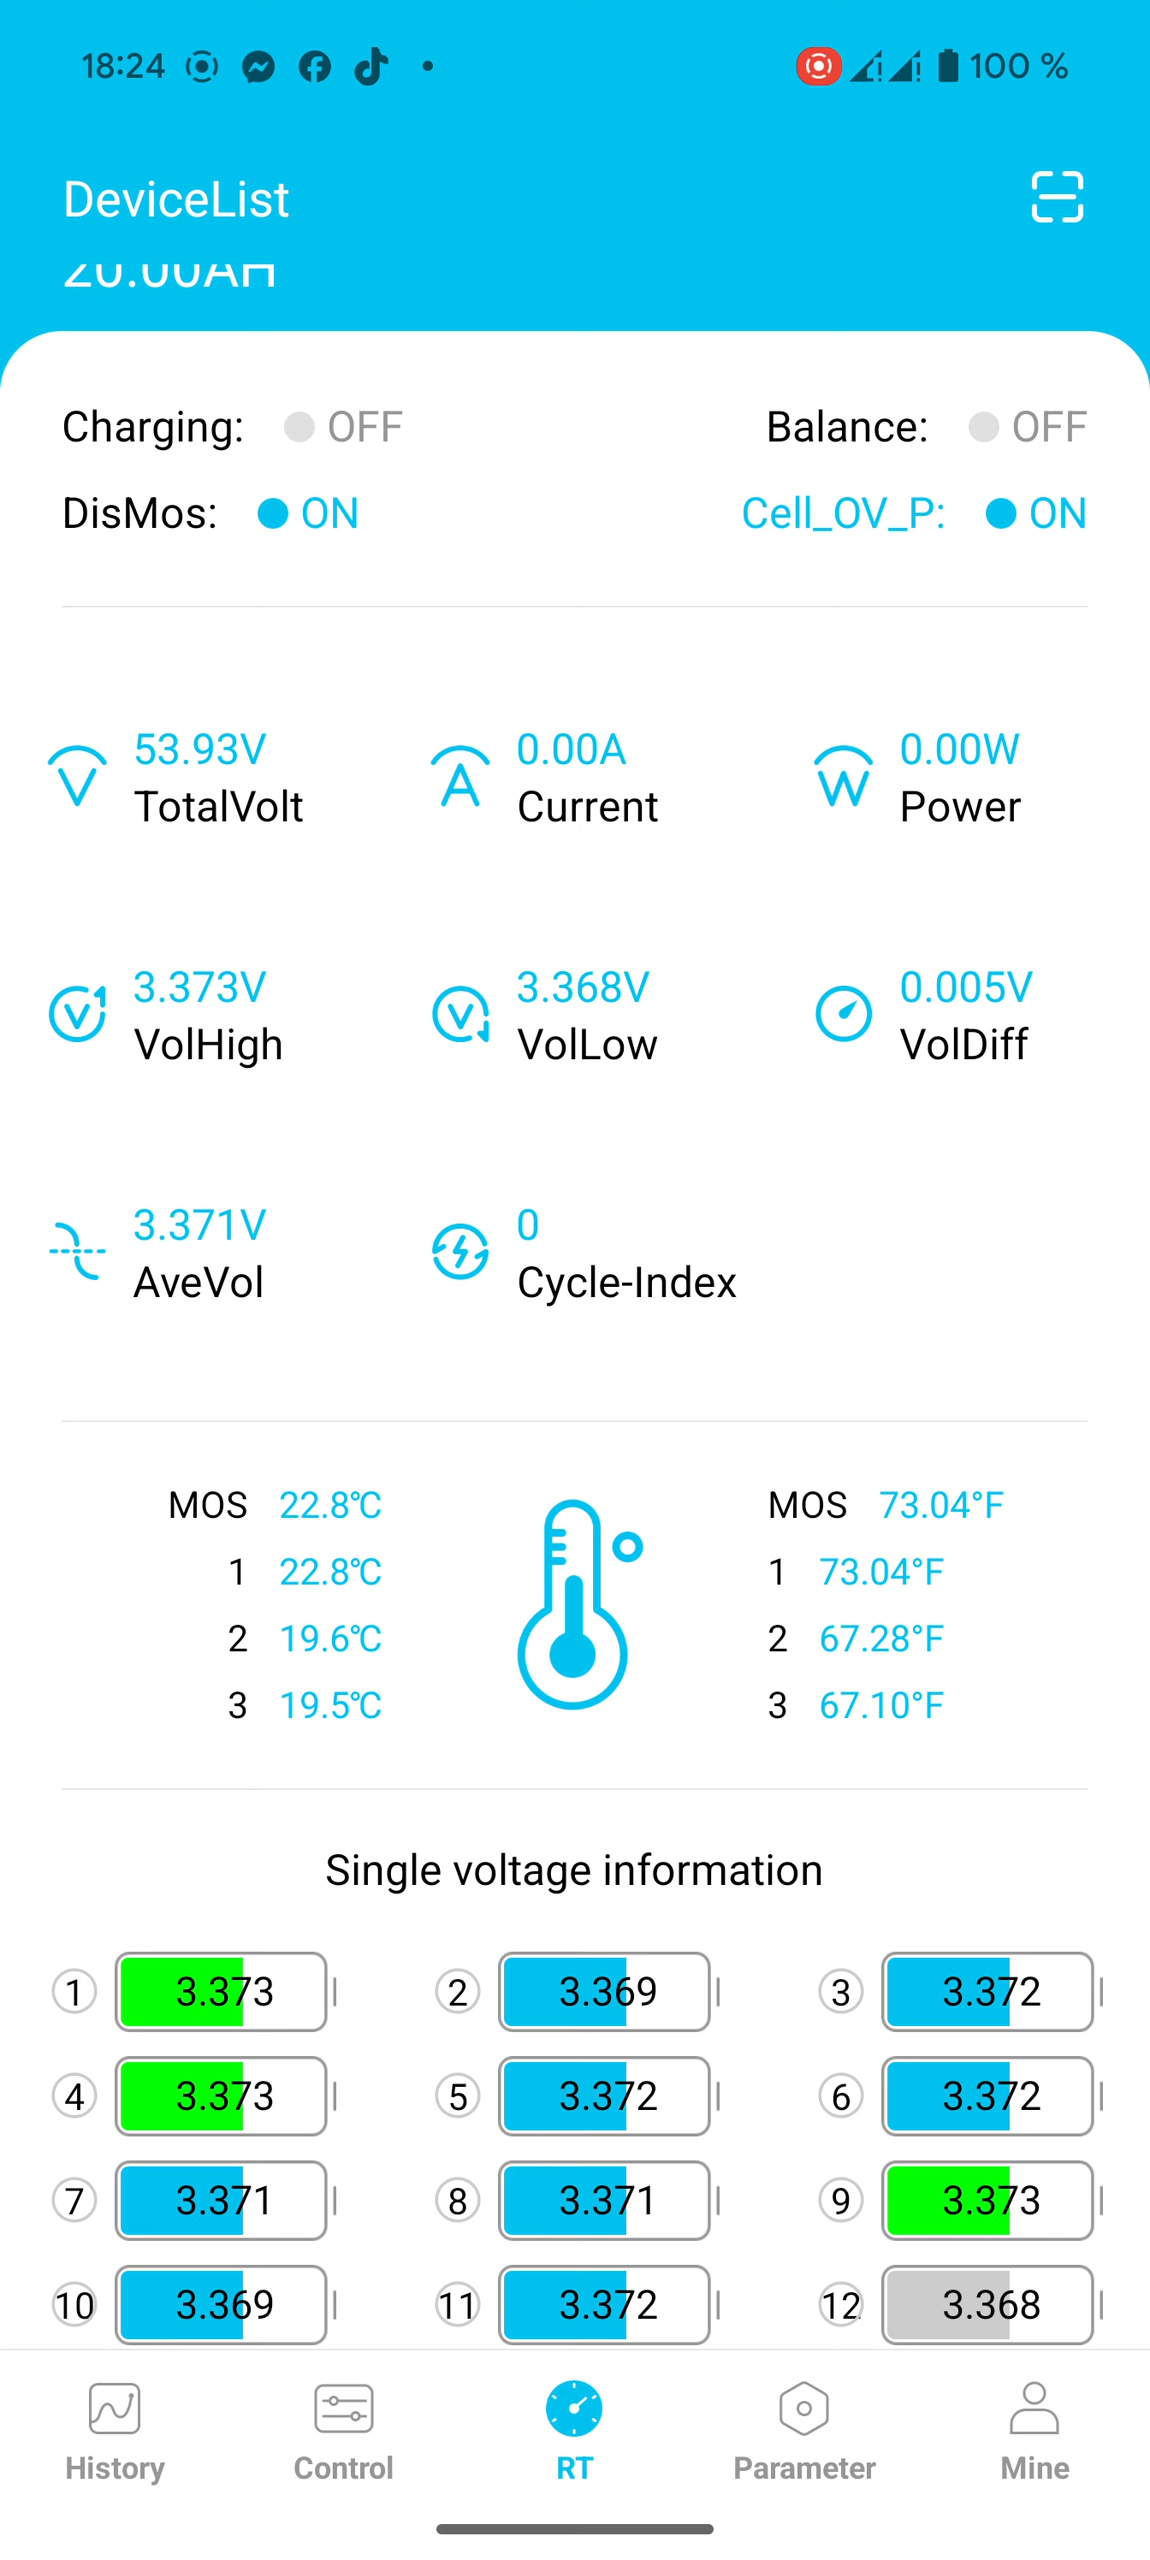 18:24 100 %
DeviceList
20.00AH
Charging: OFF Balance: OFF
DisMos: ON Cell_OV_P: ON
53.93V 0.00A 0.00W
TotalVolt Current Power
3.373V 3.368V 0.005V
VolHigh VolLow VolDiff
3.371V 0
AveVol Cycle-Index
MOS 22.8℃ MOS 73.04°F
1 22.8℃ 1 73.04°F
2 19.6℃ 2 67.28°F
3 19.5℃ 3 67.10°F
Single voltage information
1 3.373 2 3.369 3 3.372
4 3.373 5 3.372 6 3.372
7 3.371 8 3.371 9 3.373
10 3.369 11 3.372 12 3.368
History Control RT Parameter Mine